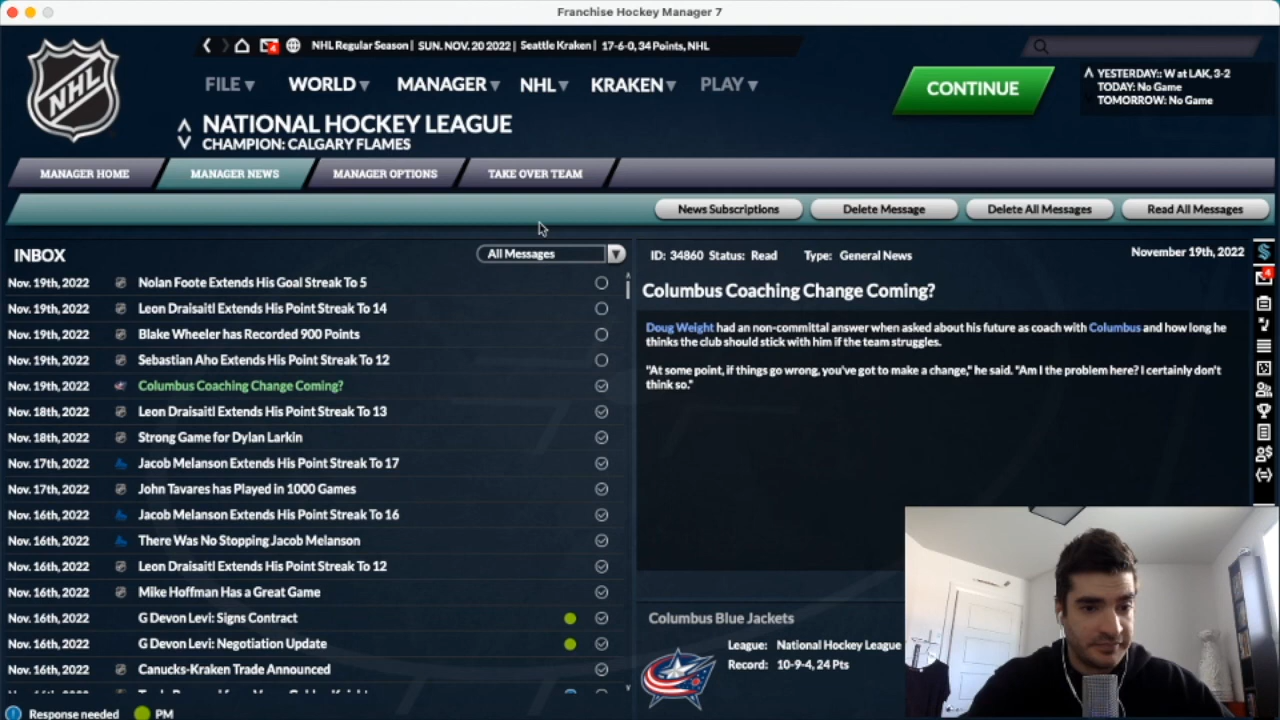 Franchise Hockey Manager 7
4 NHL Regular Season | SUN. NOV. 20 2022 | Seattle Kraken | 17-6-0, 34 Points, NHL
NHL
FILE WORLD MANAGER NHL KRAKEN PLAY
CONTINUE
YESTERDAY:: W at LAK, 3-2
TODAY: No Game
TOMORROW: No Game
NATIONAL HOCKEY LEAGUE
CHAMPION: CALGARY FLAMES
MANAGER HOME MANAGER NEWS MANAGER OPTIONS TAKE OVER TEAM
News Subscriptions Delete Message Delete All Messages Read All Messages
INBOX All Messages
Nov. 19th, 2022 Nolan Foote Extends His Goal Streak To 5
Nov. 19th, 2022 Leon Draisaitl Extends His Point Streak To 14
Nov. 19th, 2022 Blake Wheeler has Recorded 900 Points
Nov. 19th, 2022 Sebastian Aho Extends His Point Streak To 12
Nov. 19th, 2022 Columbus Coaching Change Coming?
Nov. 18th, 2022 Leon Draisaitl Extends His Point Streak To 13
Nov. 18th, 2022 Strong Game for Dylan Larkin
Nov. 17th, 2022 Jacob Melanson Extends His Point Streak To 17
Nov. 17th, 2022 John Tavares has Played in 1000 Games
Nov. 16th, 2022 Jacob Melanson Extends His Point Streak To 16
Nov. 16th, 2022 There Was No Stopping Jacob Melanson
Nov. 16th, 2022 Leon Draisaitl Extends His Point Streak To 12
Nov. 16th, 2022 Mike Hoffman Has a Great Game
Nov. 16th, 2022 G Devon Levi: Signs Contract
Nov. 16th, 2022 G Devon Levi: Negotiation Update
Nov. 16th, 2022 Canucks-Kraken Trade Announced
Response needed PM
ID: 34860 Status: Read Type: General News November 19th, 2022
4
Columbus Coaching Change Coming?
Doug Weight had an non-committal answer when asked about his future as coach with Columbus and how long he
thinks the club should stick with him if the team struggles.
"At some point, if things go wrong, you've got to make a change," he said. "Am I the problem here? I certainly don't
think so."
Columbus Blue Jackets
League: National Hockey League
Record: 10-9-4, 24 Pts